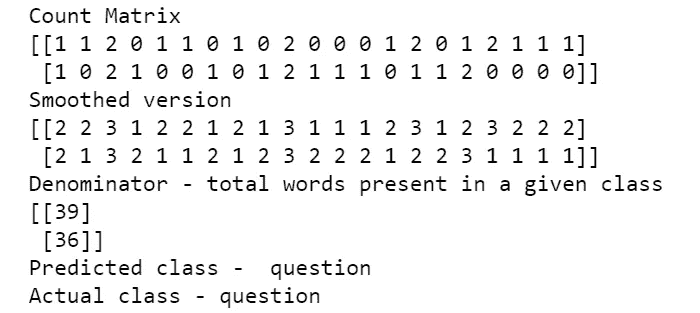 Count Matrix
[[1 1 2 0 1 1 0 1 0 2 0 0 0 1 2 0 1 2 1 1 1]
[1 0 2 1 0 0 1 0 1 2 1 1 1 0 1 1 2 0 0 0 0]]
Smoothed version
[[2 2 3 1 2 2 1 2 1 3 1 1 1 2 3 1 2 3 2 2 2]
[2 1 3 2 1 1 2 1 2 3 2 2 2 1 2 2 3 1 1 1 1]]
Denominator - total words present in a given class
[[39]
[36]]
Predicted class -  question
Actual class - question